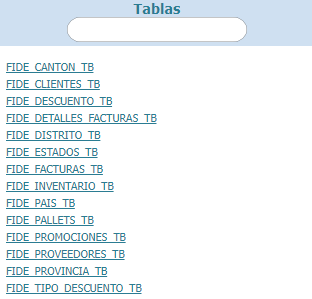 Tablas
FIDE_CANTON_TB
FIDE_CLIENTES_TB
FIDE_DESCUENTO_TB
FIDE_DETALLES_FACTURAS_TB
FIDE_DISTRITO_TB
FIDE_ESTADOS_TB
FIDE_FACTURAS_TB
FIDE_INVENTARIO_TB
FIDE_PAIS_TB
FIDE_PALLETS_TB
FIDE_PROMOCIONES_TB
FIDE_PROVEEDORES_TB
FIDE_PROVINCIA_TB
FIDE_TIPO_DESCUENTO_TB